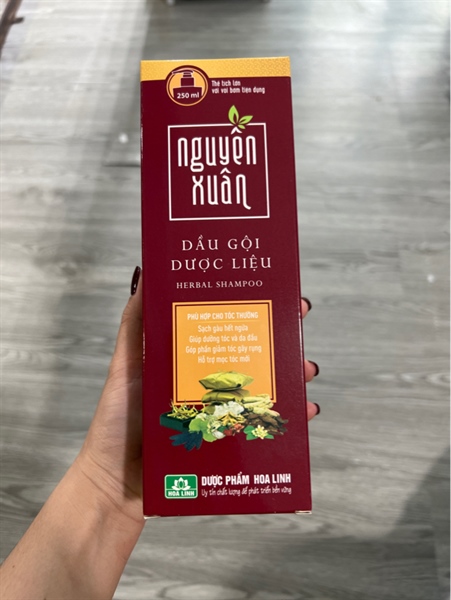 250 ml
Thể tích lớn
với vòi bơm tiện dụng
nguyên
xuân
DẦU GỘI
DƯỢC LIỆU
HERBAL SHAMPOO
PHÙ HỢP CHO TÓC THƯỜNG
Sạch gàu hết ngứa
Giúp dưỡng tóc và da đầu
Góp phần giảm tóc gãy rụng
Hỗ trợ mọc tóc mới
HOA LINH
DƯỢC PHẨM HOA LINH
Uy tín chất lượng để phát triển bền vững